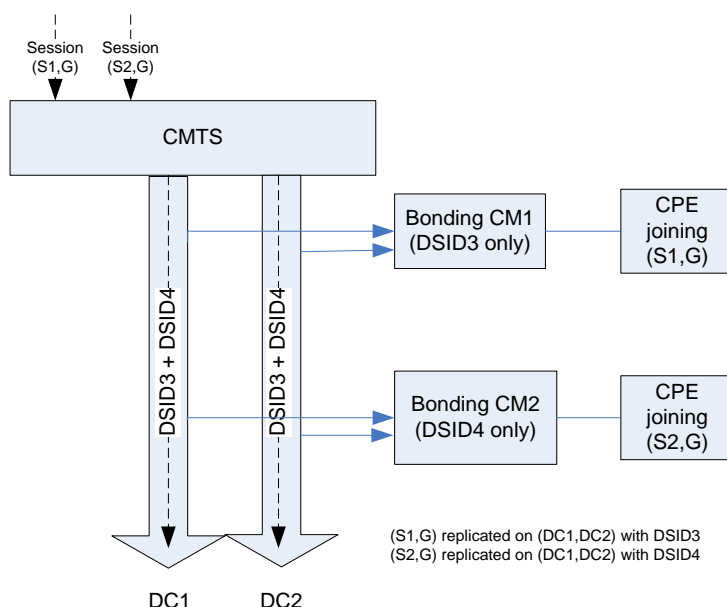 Session
(S1,G)
Session
(S2,G)
CMTS
Bonding CM1
(DSID3 only)
CPE
joining
(S1,G)
DSID3 + DSID4
DSID3 + DSID4
Bonding CM2
(DSID4 only)
CPE
joining
(S2,G)
(S1,G) replicated on (DC1,DC2) with DSID3
(S2,G) replicated on (DC1,DC2) with DSID4
DC1
DC2